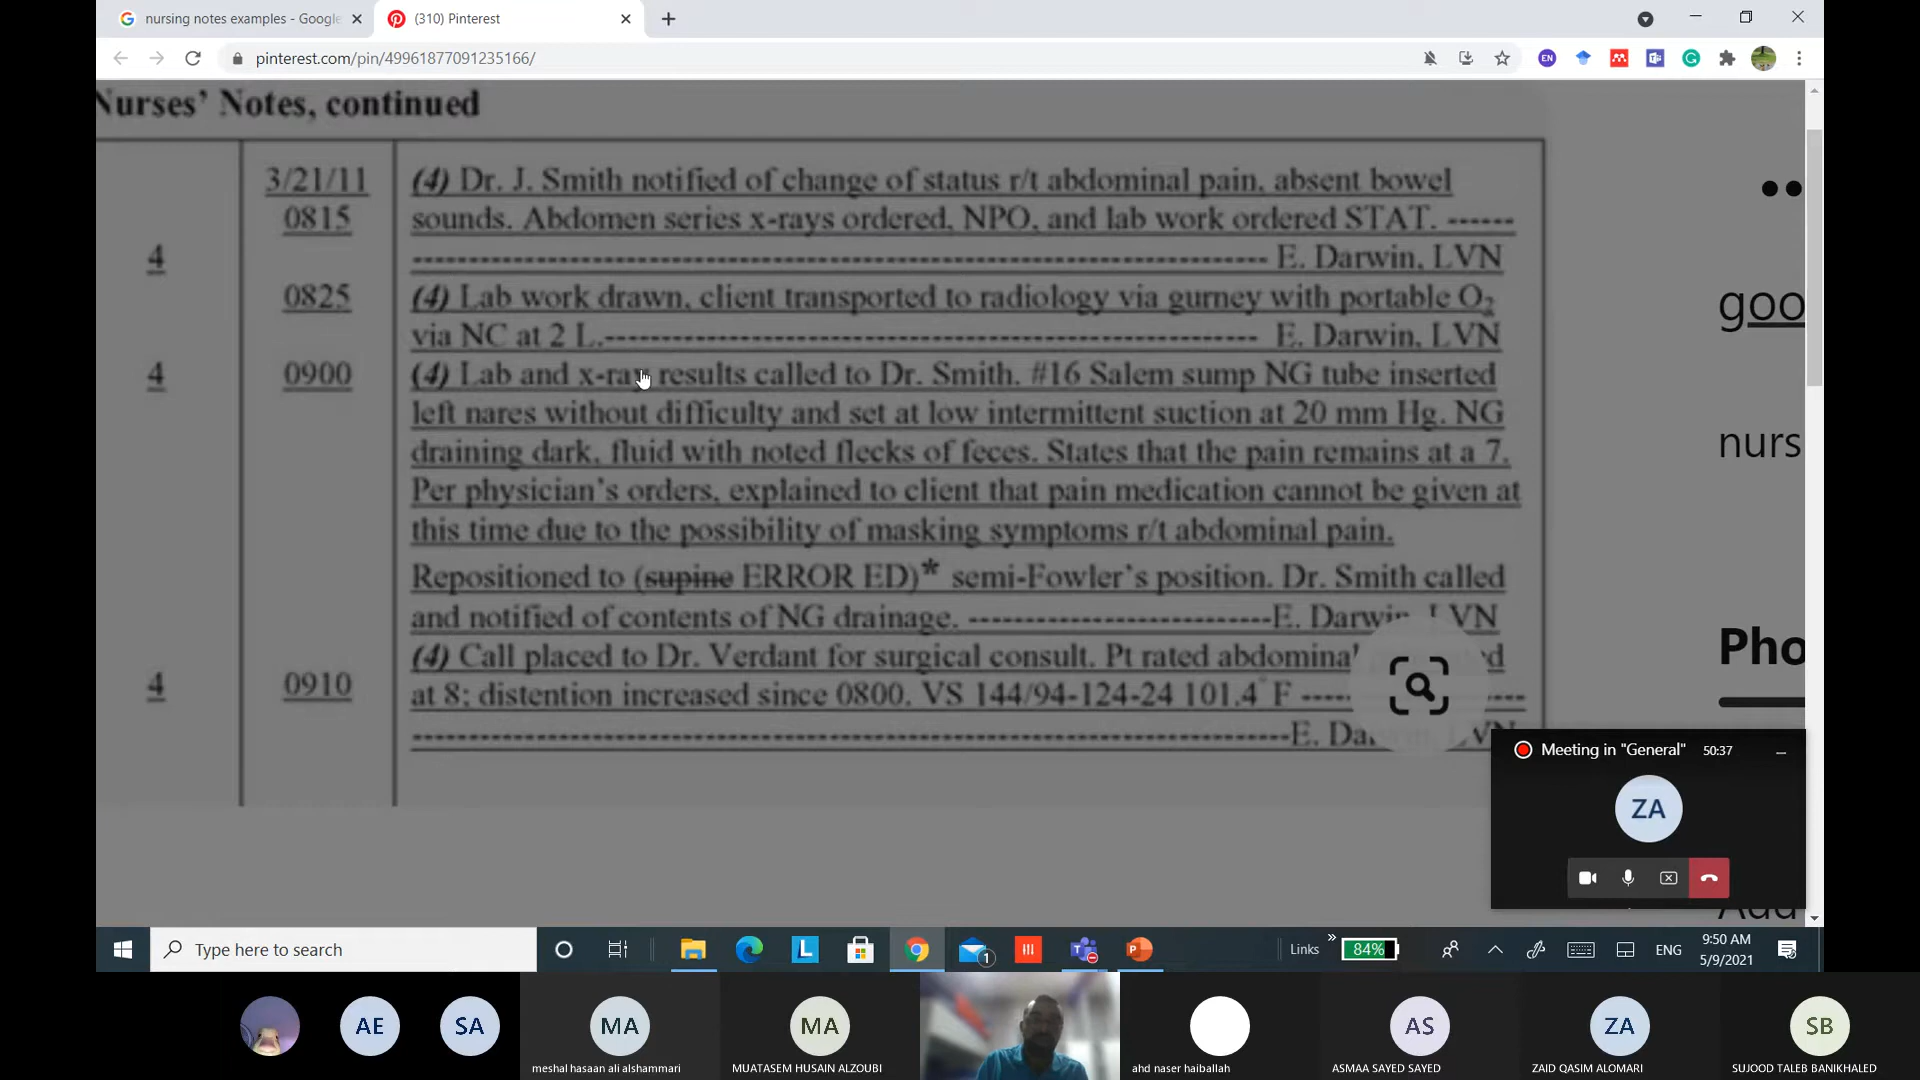 nursing notes examples - Google
(310) Pinterest
pinterest.com/pin/49961877091235166/
Nurses' Notes, continued
3/21/11
0815
4
(4) Dr. J. Smith notified of change of status r/t abdominal pain, absent bowel
sounds. Abdomen series x-rays ordered, NPO, and lab work ordered STAT. ------
---------------------------------------------------------------------- E. Darwin, LVN
0825
(4) Lab work drawn, client transported to radiology via gurney with portable O2
via NC at 2 L.------------------------------------------------------ E. Darwin, LVN
4
0900
(4) Lab and x-ray results called to Dr. Smith. #16 Salem sump NG tube inserted
left nares without difficulty and set at low intermittent suction at 20 mm Hg. NG
draining dark, fluid with noted flecks of feces. States that the pain remains at a 7.
Per physician's orders, explained to client that pain medication cannot be given at
this time due to the possibility of masking symptoms r/t abdominal pain.
Repositioned to (supine ERROR ED)* semi-Fowler's position. Dr. Smith called
and notified of contents of NG drainage. -------------------------E. Darwin, LVN
4
0910
(4) Call placed to Dr. Verdant for surgical consult. Pt rated abdominal
at 8; distention increased since 0800. VS 144/94-124-24 101.4° F ------
------------------------------------------------------------------------E. Darwin, LVN
goo
nurs
Pho
Add
Meeting in "General" 50:37
ZA
Type here to search
1
Links
84%
ENG
9:50 AM
5/9/2021
AE
SA
MA
meshal hasaan ali alshammari
MA
MUATASEM HUSAIN ALZOUBI
ahd naser haiballah
AS
ASMAA SAYED SAYED
ZA
ZAID QASIM ALOMARI
SB
SUJOOD TALEB BANIKHALED